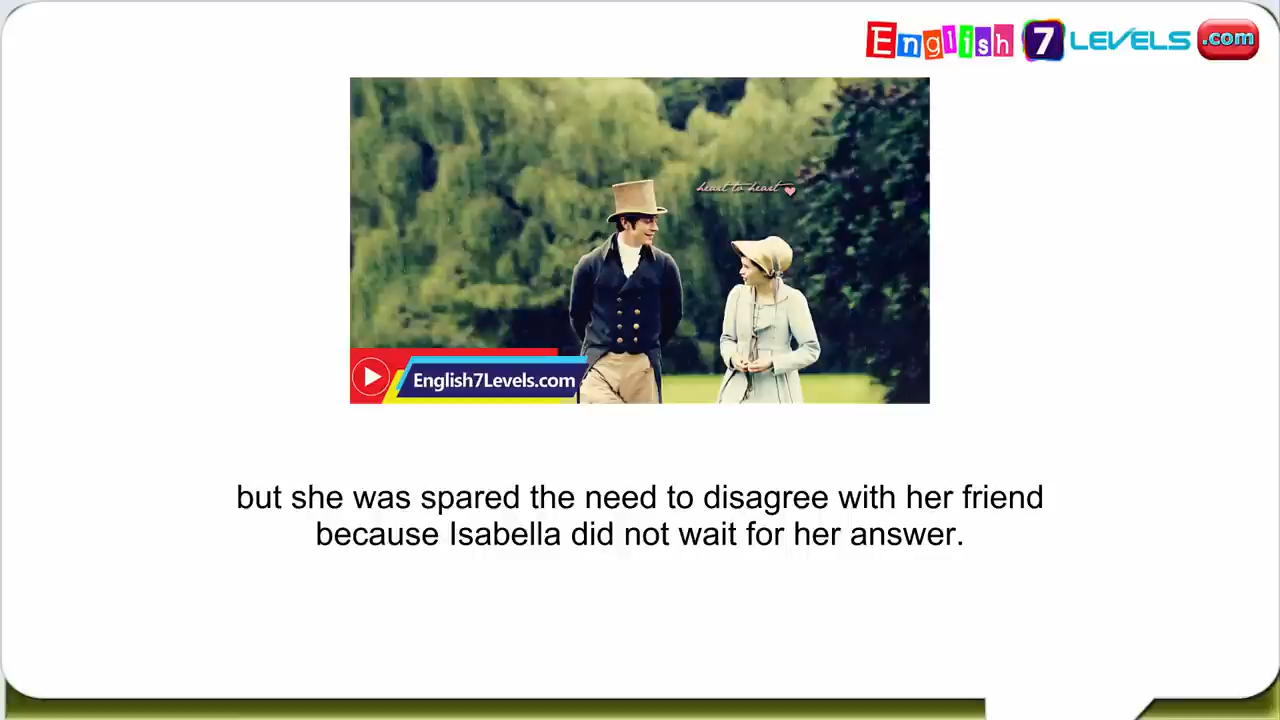 English 7 LEVELS .com
heart to heart
English7Levels.com
but she was spared the need to disagree with her friend
because Isabella did not wait for her answer.